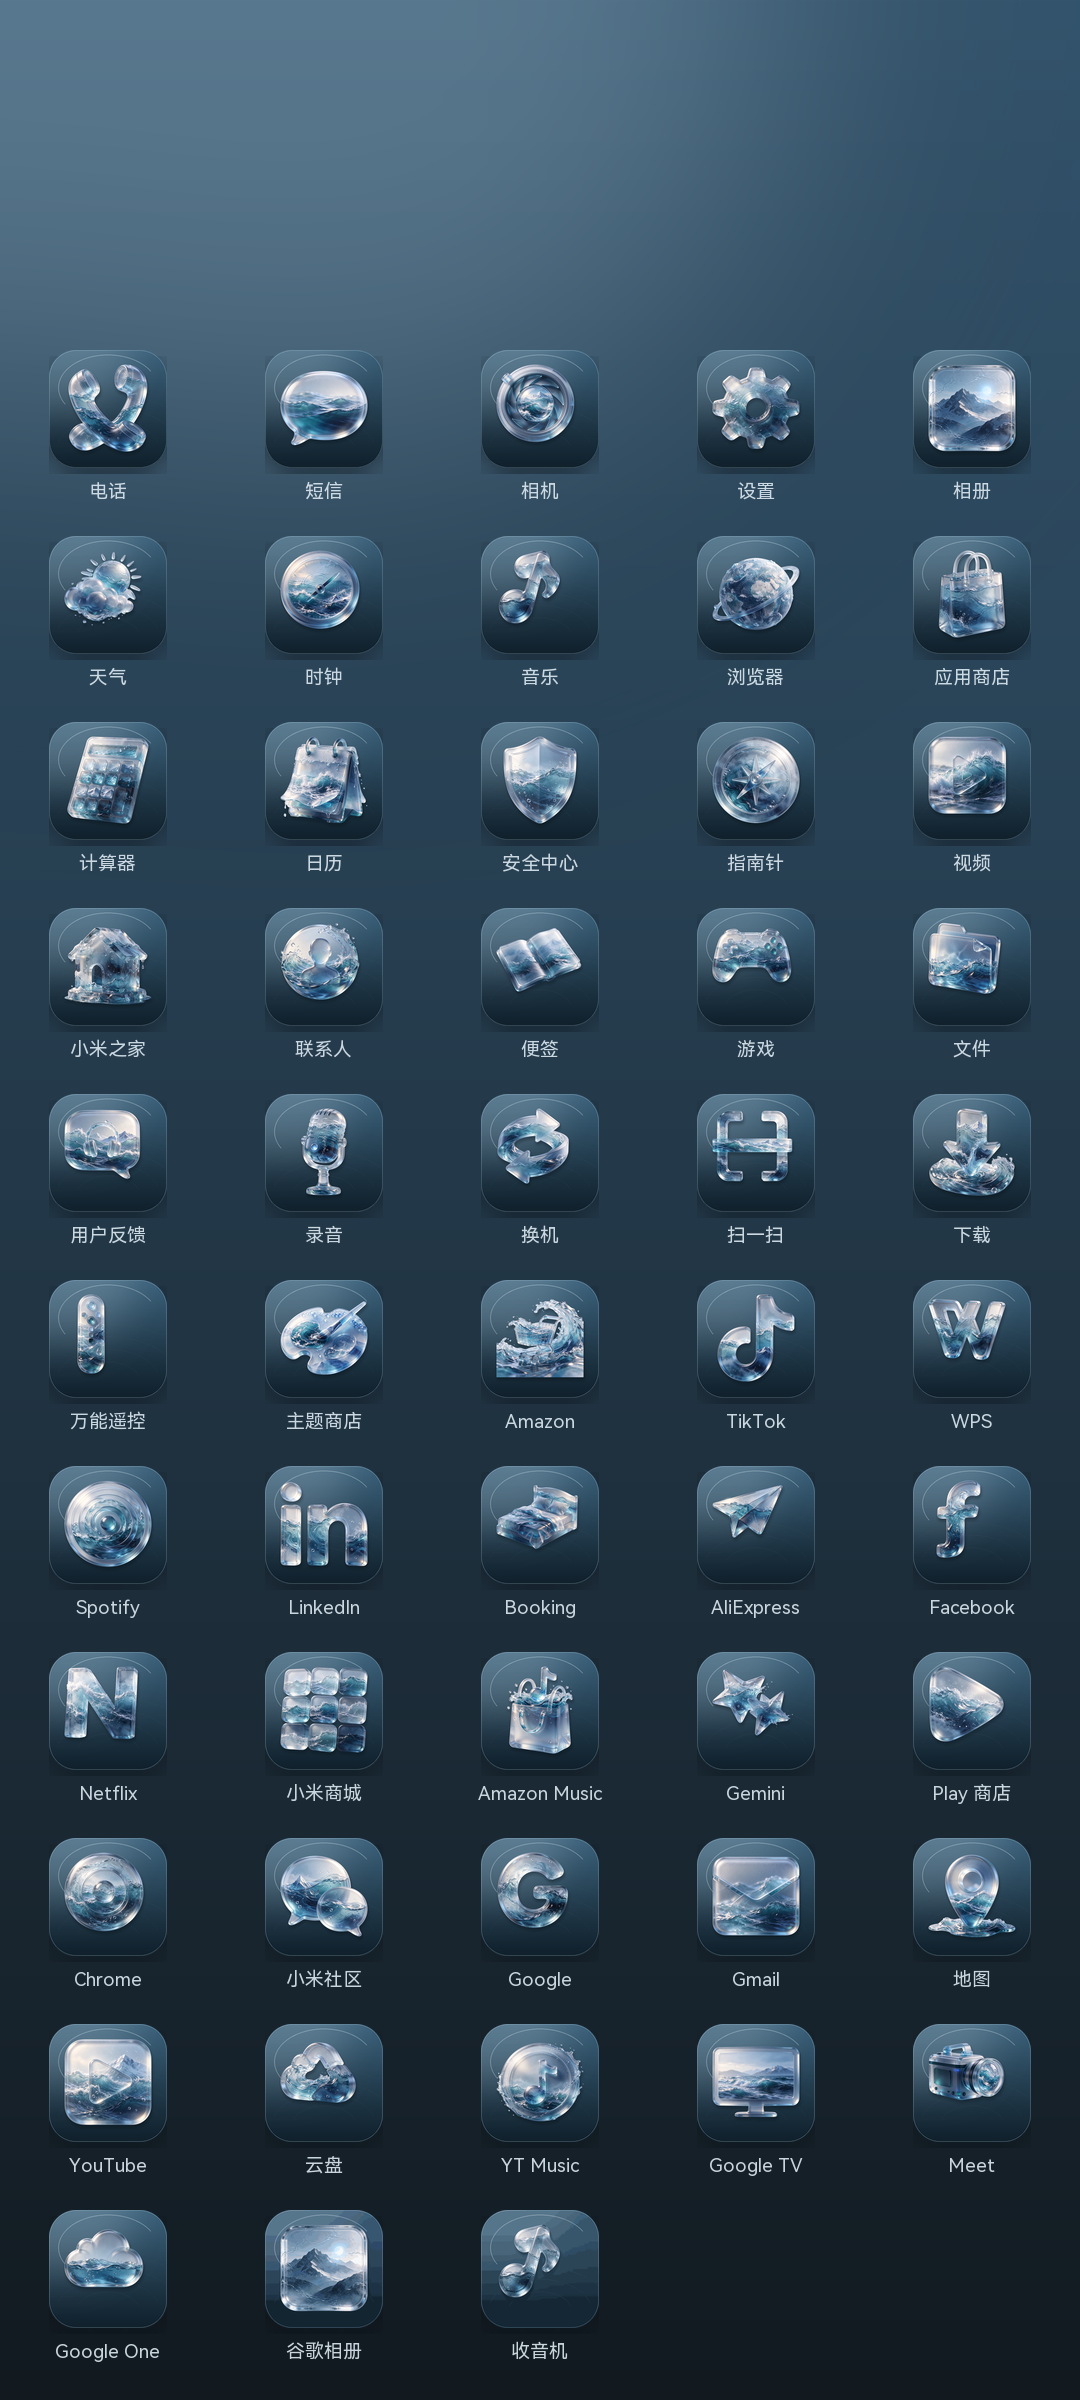 电话 短信 相机 设置 相册
天气 时钟 音乐 浏览器 应用商店
计算器 日历 安全中心 指南针 视频
小米之家 联系人 便签 游戏 文件
用户反馈 录音 换机 扫一扫 下载
万能遥控 主题商店 Amazon TikTok WPS
Spotify LinkedIn Booking AliExpress Facebook
Netflix 小米商城 Amazon Music Gemini Play 商店
Chrome 小米社区 Google Gmail 地图
YouTube 云盘 YT Music Google TV Meet
Google One 谷歌相册 收音机